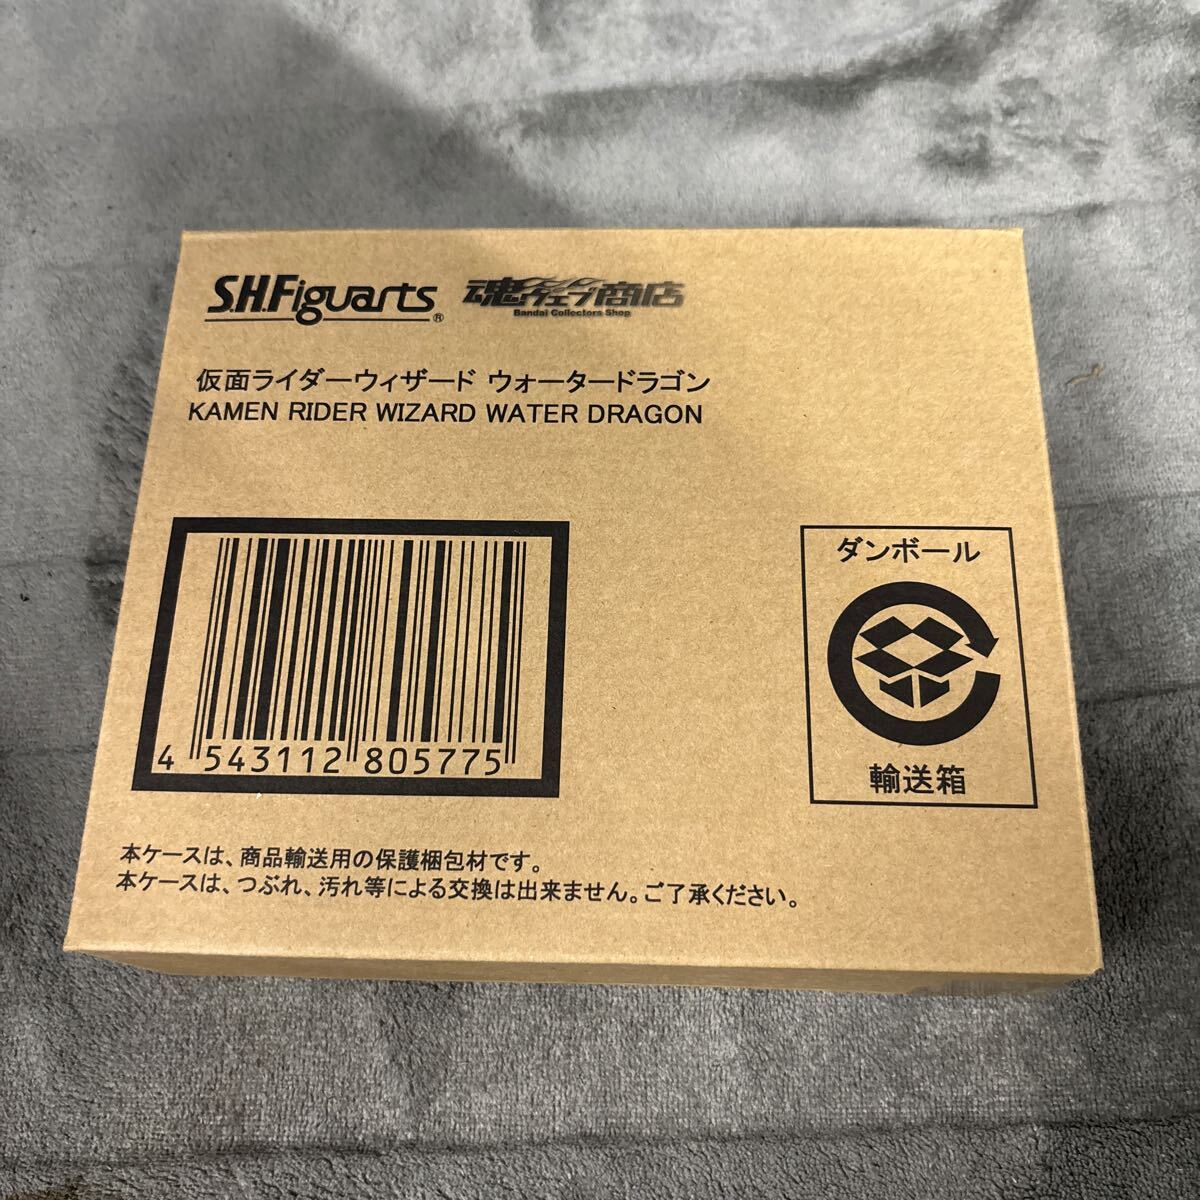 S.H.Figuarts® 魂ウェブ商店
Bandai Collectors Shop
仮面ライダーウィザード ウォータードラゴン
KAMEN RIDER WIZARD WATER DRAGON
4 543112 805775
ダンボール
輸送箱
本ケースは、商品輸送用の保護梱包材です。
本ケースは、つぶれ、汚れ等による交換は出来ません。ご了承ください。